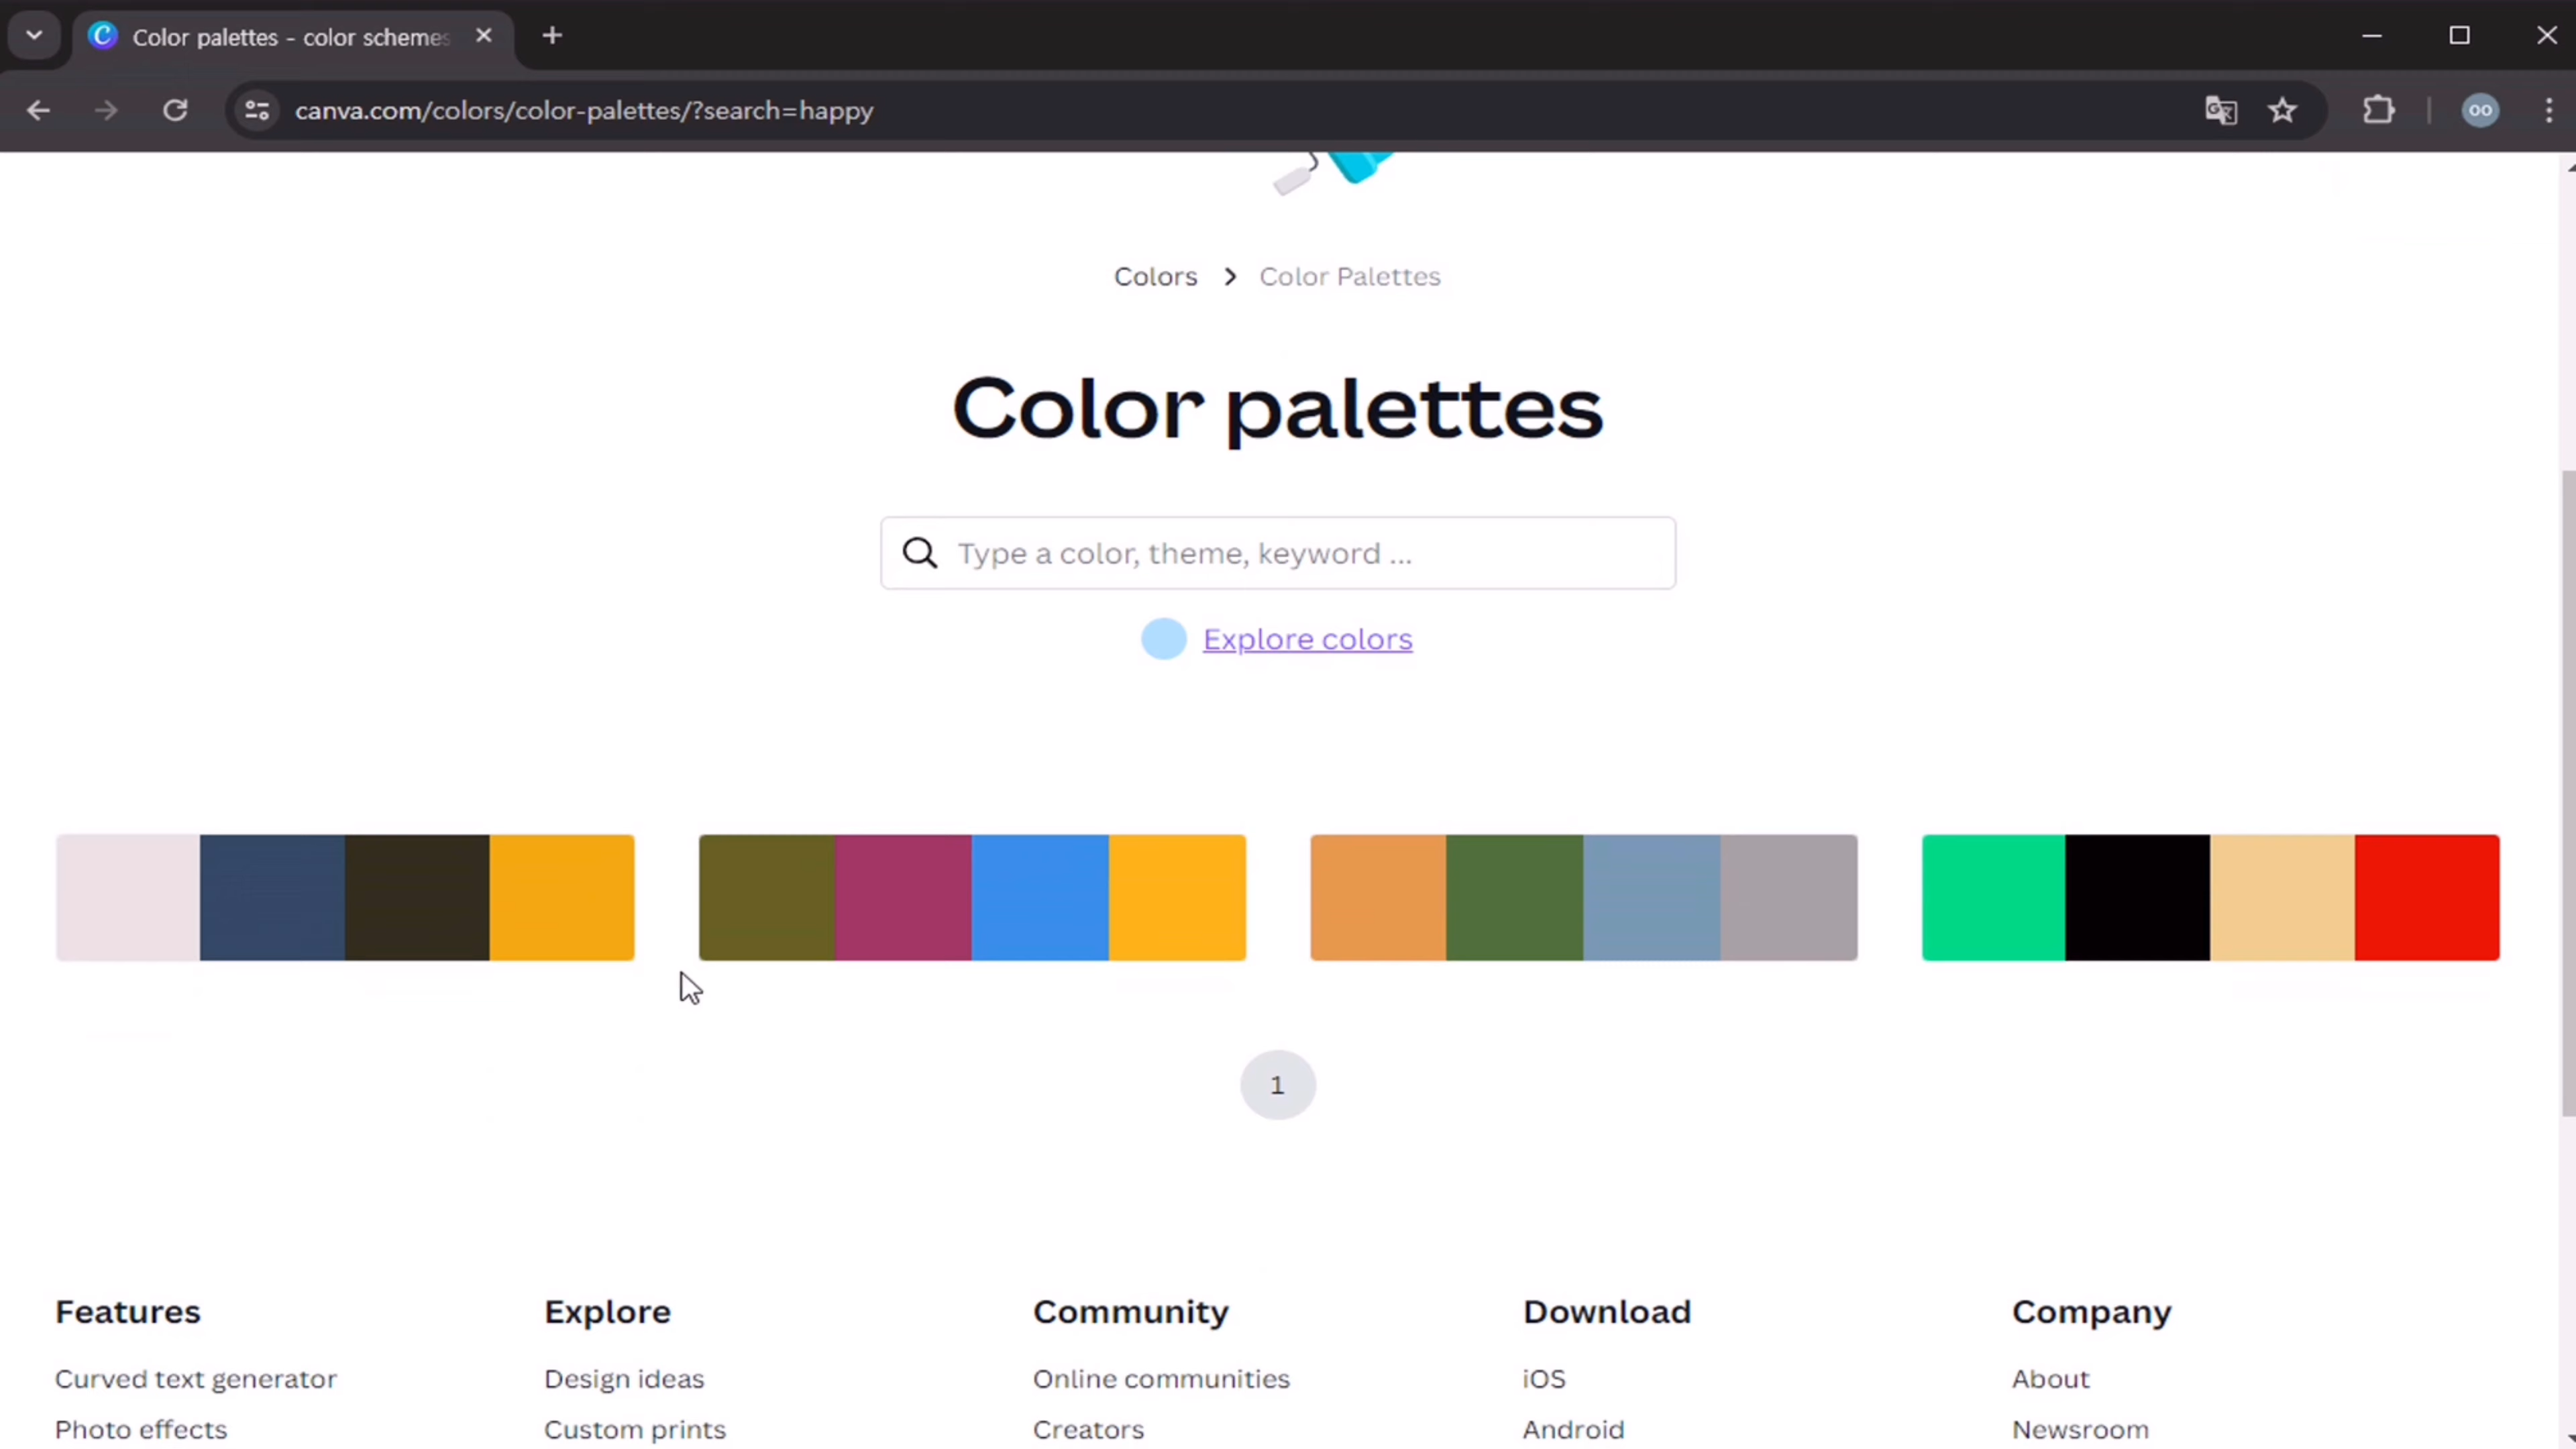 Color palettes - color schemes
canva.com/colors/color-palettes/?search=happy
Colors > Color Palettes
Color palettes
Type a color, theme, keyword ...
Explore colors
1
Features Explore Community Download Company
Curved text generator Design ideas Online communities iOS About
Photo effects Custom prints Creators Android Newsroom